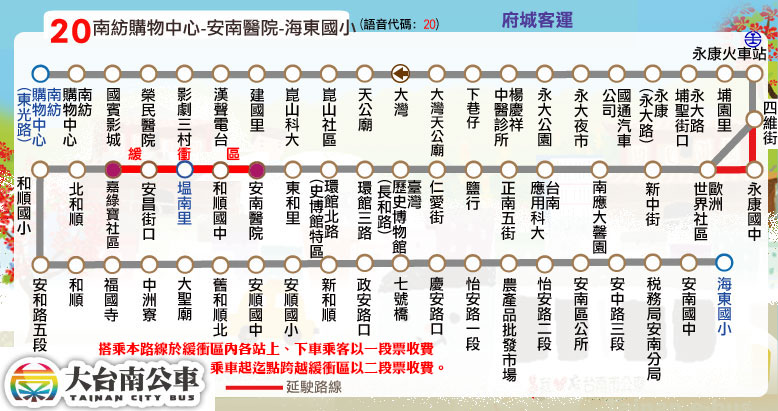 20 南紡購物中心-安南醫院-海東國小 (語音代碼: 20)
府城客運
永康火車站
南紡購物中心(東光路)
南紡購物中心
國賓影城
榮民醫院
影劇三村
漢聲電台
建國里
崑山科大
崑山社區
天公廟
大灣
大灣天公廟
下巷仔
楊慶祥中醫診所
永大公園
永大夜市
國通汽車公司
永康(永大路)
永大路埔聖街口
埔園里
四維街
緩衝區
和順國小
北和順
嘉綠寶社區
安昌街口
塭南里
和順國中
安南醫院
東和里
環館北路(史博館特區)
環館三路
臺灣歷史博物館(長和路)
仁愛街
鹽行
正南五街
台南應用科大
南應大馨園
新中街
歐洲世界社區
永康國中
安和路五段
和順
福國寺
中洲寮
大聖廟
舊和順北
安順國中
安順國小
新和順
政安路口
七號橋
慶安路口
怡安路一段
農產品批發市場
怡安路二段
安南區公所
安中路三段
稅務局安南分局
安南國中
海東國小
搭乘本路線於緩衝區內各站上、下車乘客以一段票收費
乘車起迄點跨越緩衝區以二段票收費。
延駛路線
大台南公車
TAINAN CITY BUS